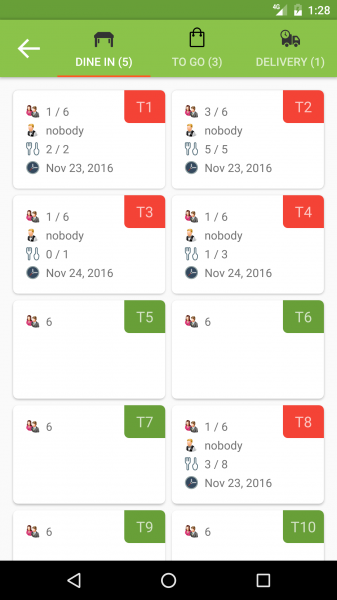 4G 1:28
DINE IN (5) TO GO (3) DELIVERY (1)
T1
1 / 6
nobody
2 / 2
Nov 23, 2016
T2
3 / 6
nobody
5 / 5
Nov 23, 2016
T3
1 / 6
nobody
0 / 1
Nov 24, 2016
T4
1 / 6
nobody
1 / 3
Nov 24, 2016
T5
6
T6
6
T7
6
T8
1 / 6
nobody
3 / 8
Nov 23, 2016
T9
6
T10
6